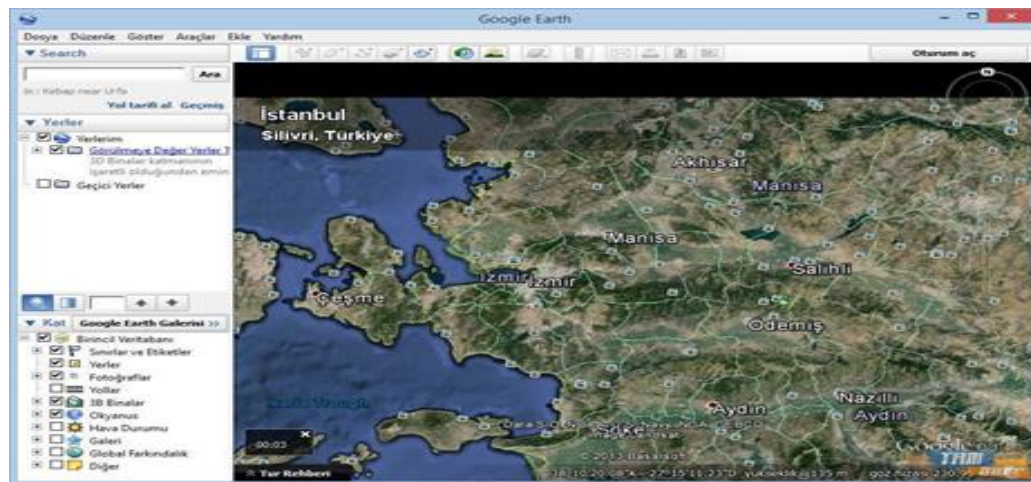 Google Earth
Dosya Düzenle Göster Araçlar Ekle Yardım
Search
Ara
Yol tarifi al Geçmiş
Yerler
Yerlerim
Görülmeye Değer Yerler
3D Binalar katmanının
işaretli olduğundan emin
Geçici Yerler
Google Earth Galerisi >>
Birincil Veritabanı
Sınırlar ve Etiketler
Yerler
Fotoğraflar
Yollar
3B Binalar
Okyanus
Hava Durumu
Galeri
Global Farkındalık
Diğer
Oturum aç
İstanbul
Silivri, Türkiye
Akhisar
Manisa
Manisa
Salihli
İzmir İzmir
Çeşme
Ödemiş
Nazilli
Aydın
Aydın
Söke
© 2013 Basarsoft
00:03
Tur Rehberi